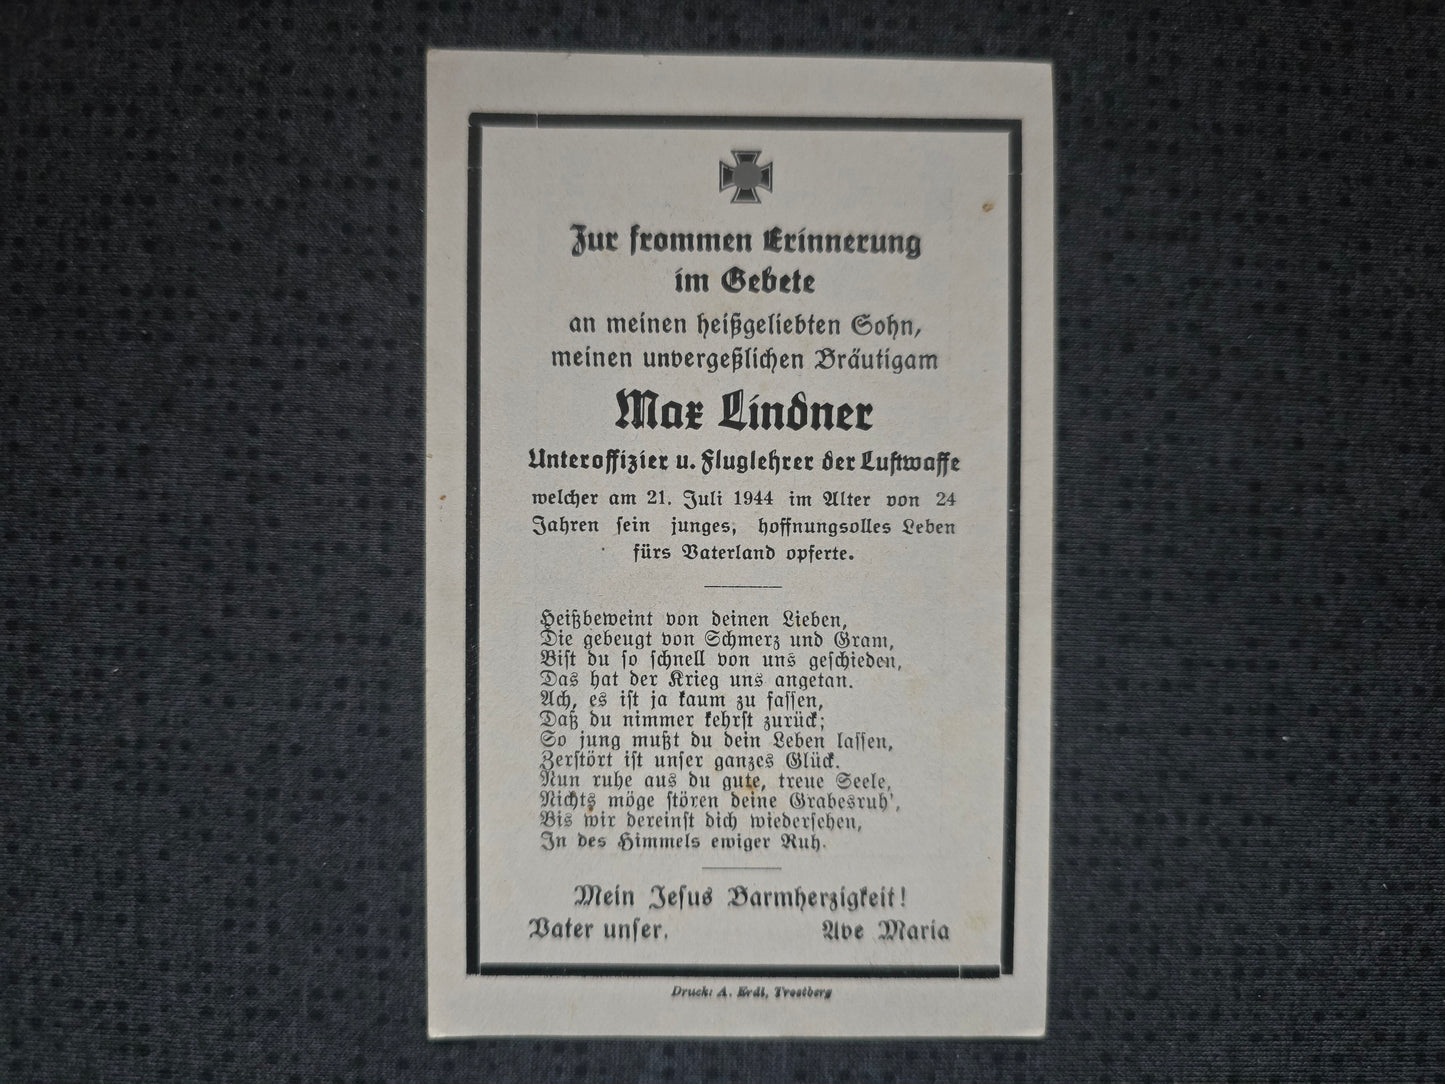 Zur frommen Erinnerung
im Gebete
an meinen heißgeliebten Sohn,
meinen unvergeßlichen Bräutigam
Max Lindner
Unteroffizier u. Fluglehrer der Luftwaffe
welcher am 21. Juli 1944 im Alter von 24
Jahren sein junges, hoffnungsolles Leben
fürs Vaterland opferte.
Heißbeweint von deinen Lieben,
Die gebeugt von Schmerz und Gram,
Bist du so schnell von uns geschieden,
Das hat der Krieg uns angetan.
Ach, es ist ja kaum zu fassen,
Daß du nimmer kehrst zurück;
So jung mußt du dein Leben lassen,
Zerstört ist unser ganzes Glück.
Nun ruhe aus du gute, treue Seele,
Nichts möge stören deine Grabesruh',
Bis wir dereinst dich wiedersehen,
In des Himmels ewiger Ruh.
Mein Jesus Barmherzigkeit!
Vater unser. Ave Maria
Druck: A. Erdl, Trostberg